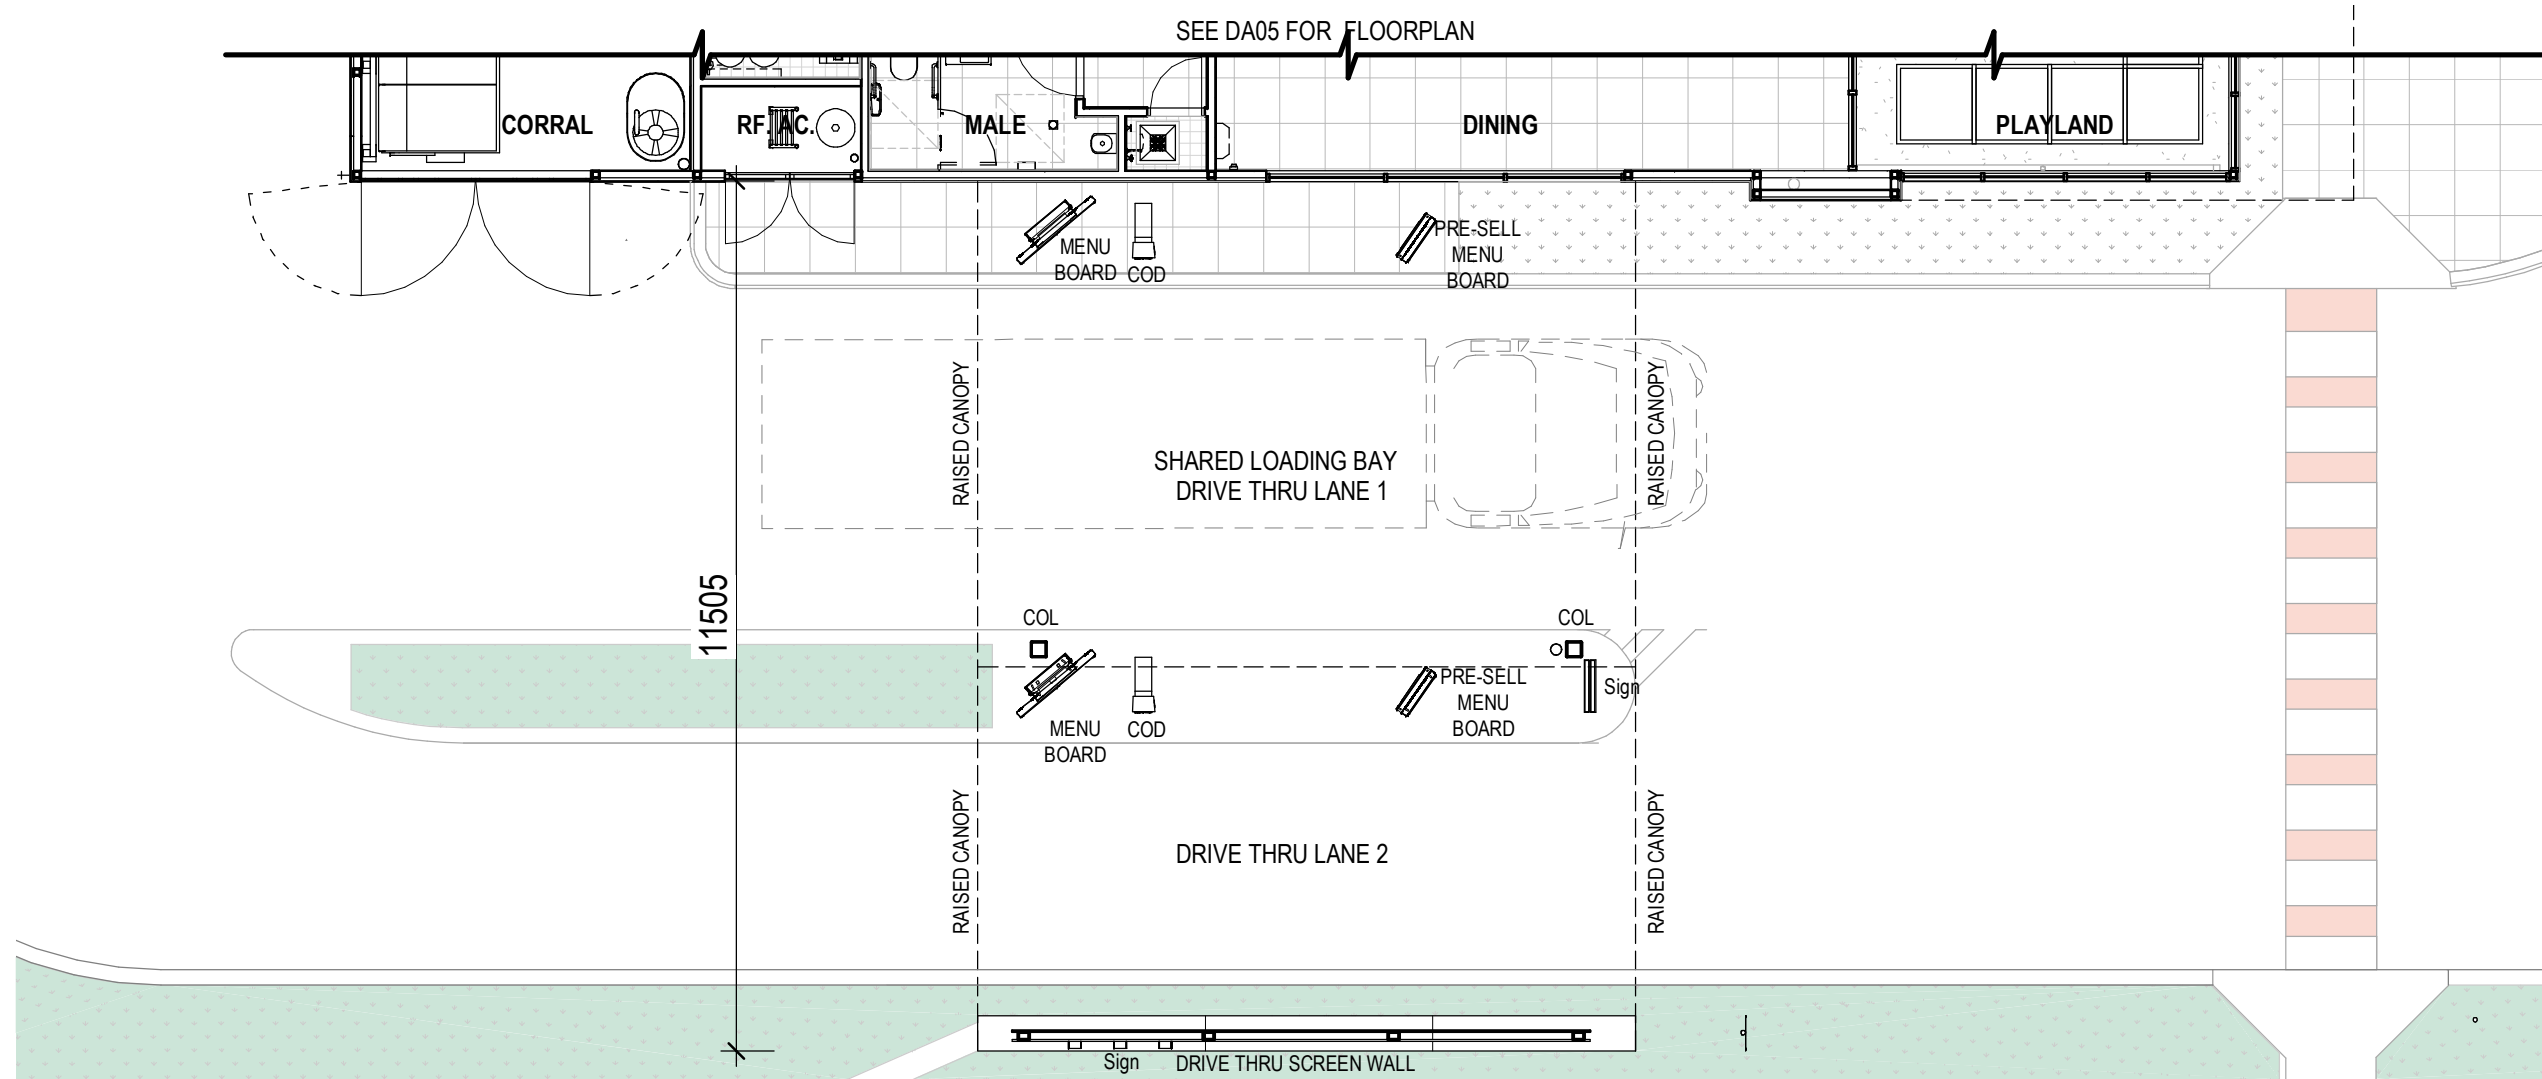 SEE DA05 FOR FLOORPLAN
CORRAL
RF. AC.
MALE
DINING
PLAYLAND
MENU
BOARD
COD
PRE-SELL
MENU
BOARD
RAISED CANOPY
RAISED CANOPY
SHARED LOADING BAY
DRIVE THRU LANE 1
11505
COL
COL
MENU
BOARD
COD
PRE-SELL
MENU
BOARD
Sign
RAISED CANOPY
RAISED CANOPY
DRIVE THRU LANE 2
Sign
DRIVE THRU SCREEN WALL